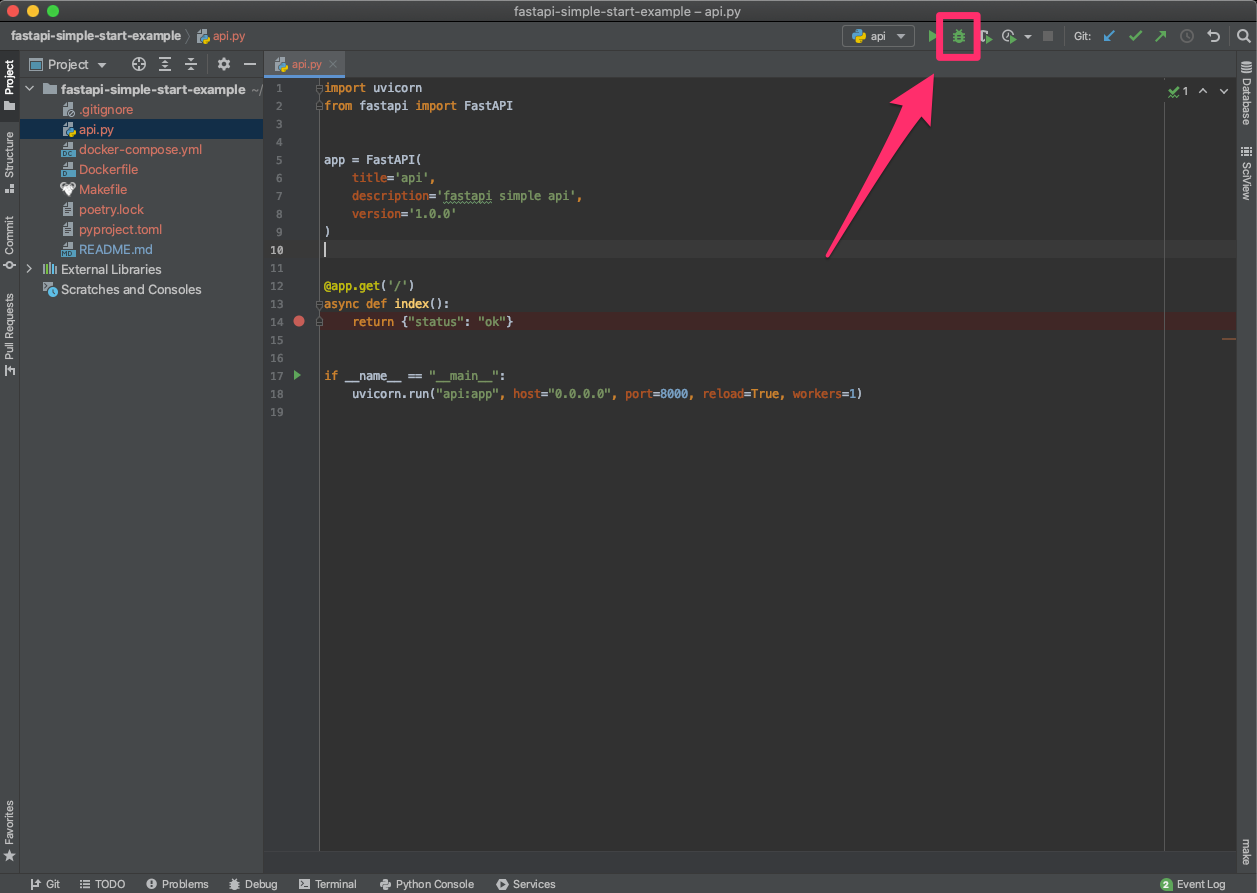 fastapi-simple-start-example – api.py
fastapi-simple-start-example api.py
api
Git:
Project
api.py
Project
Structure
Commit
Pull Requests
Favorites
fastapi-simple-start-example ~/
.gitignore
api.py
docker-compose.yml
Dockerfile
Makefile
poetry.lock
pyproject.toml
README.md
External Libraries
Scratches and Consoles
1 import uvicorn
2 from fastapi import FastAPI
3
4
5 app = FastAPI(
6 title='api',
7 description='fastapi simple api',
8 version='1.0.0'
9 )
10
11
12 @app.get('/')
13 async def index():
14 return {"status": "ok"}
15
16
17 if __name__ == "__main__":
18 uvicorn.run("api:app", host="0.0.0.0", port=8000, reload=True, workers=1)
19
1
Database
SciView
make
Git TODO Problems Debug Terminal Python Console Services 2 Event Log